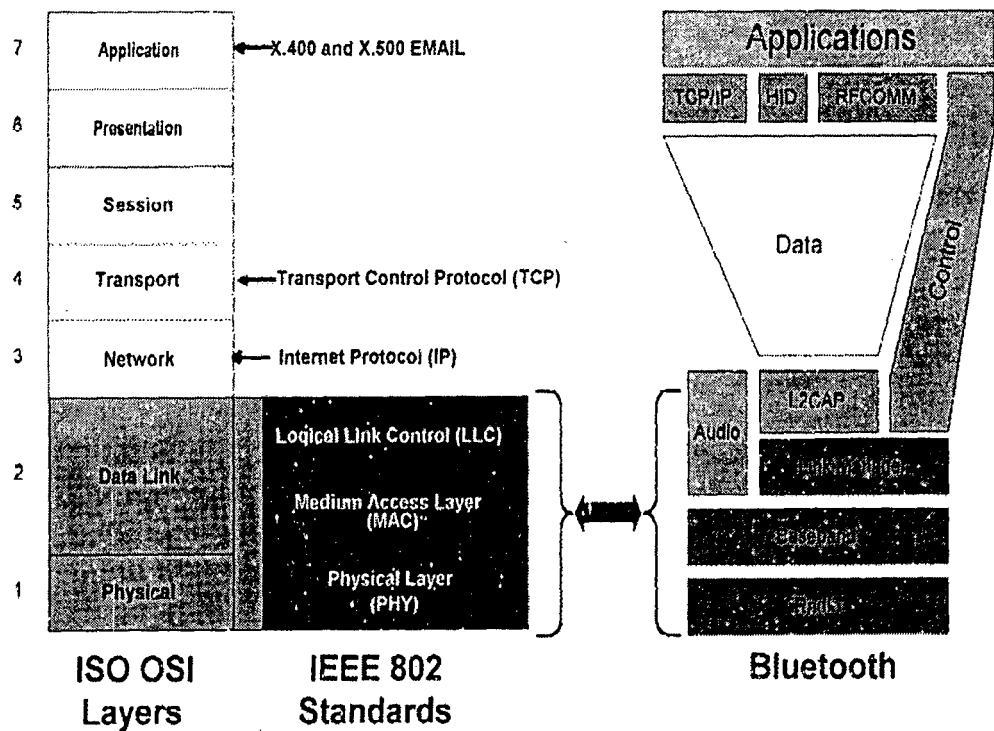 7
Application
X.400 and X.500 EMAIL
6
Presentation
5
Session
4
Transport
Transport Control Protocol (TCP)
3
Network
Internet Protocol (IP)
2
Data Link
Logical Link Control (LLC)
Medium Access Layer
(MAC)
1
Physical
Physical Layer
(PHY)
ISO OSI
Layers
IEEE 802
Standards
Applications
TCP/IP
HID
RFCOMM
Data
Control
Audio
L2CAP
Baseband
Radio
Bluetooth